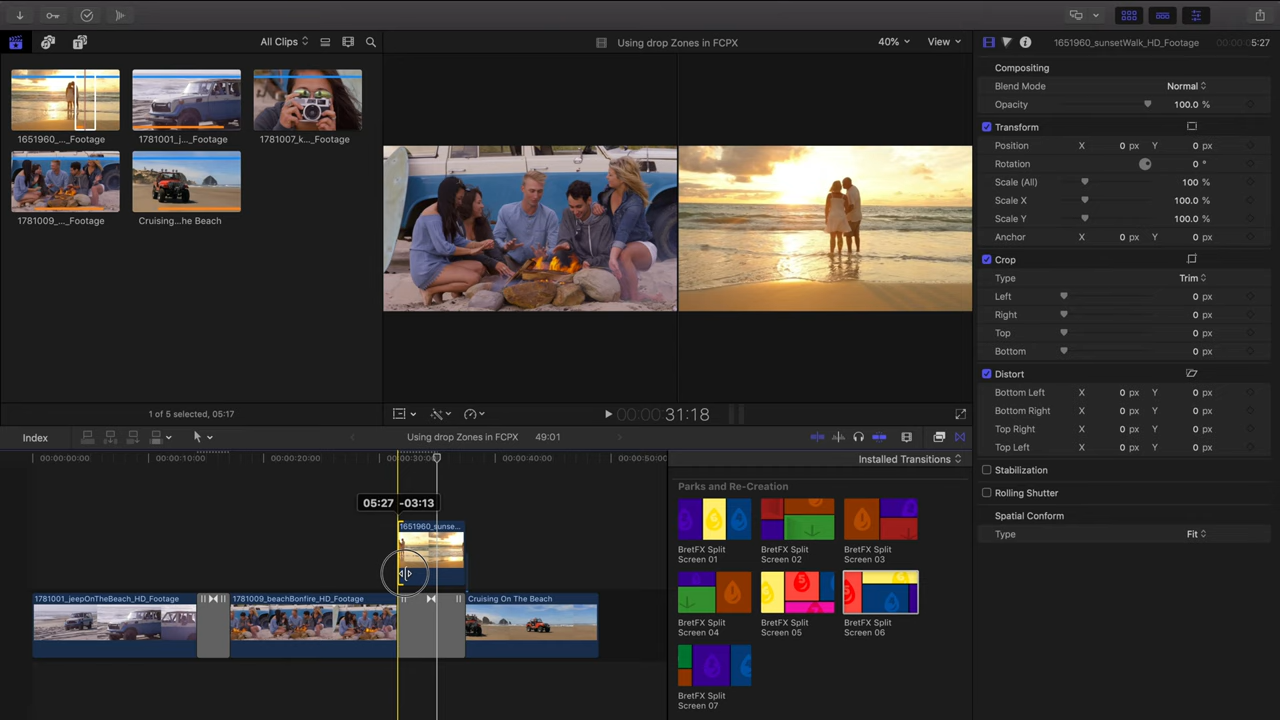 All Clips
Using drop Zones in FCPX
40%
View
1651960_sunsetWalk_HD_Footage
00:00:05:27
1651960_..._Footage
1781001_j..._Footage
1781007_k..._Footage
1781009_..._Footage
Cruising...he Beach
Compositing
Blend Mode
Normal
Opacity
100.0 %
Transform
Position
X
0 px
Y
0 px
Rotation
0 °
Scale (All)
100 %
Scale X
100.0 %
Scale Y
100.0 %
Anchor
X
0 px
Y
0 px
Crop
Type
Trim
Left
0 px
Right
0 px
Top
0 px
Bottom
0 px
Distort
Bottom Left
X
0 px
Y
0 px
Bottom Right
X
0 px
Y
0 px
Top Right
X
0 px
Y
0 px
Top Left
X
0 px
Y
0 px
Stabilization
Rolling Shutter
Spatial Conform
Type
Fit
1 of 5 selected, 05:17
00:00:31:18
Index
Using drop Zones in FCPX
49:01
00:00:00:00
00:00:10:00
00:00:20:00
00:00:30:00
00:00:40:00
00:00:50:00
05:27 -03:13
1651960_sunse...
1781001_jeepOnTheBeach_HD_Footage
1781009_beachBonfire_HD_Footage
Cruising On The Beach
Installed Transitions
Parks and Re-Creation
BretFX Split
Screen 01
BretFX Split
Screen 02
BretFX Split
Screen 03
BretFX Split
Screen 04
BretFX Split
Screen 05
BretFX Split
Screen 06
BretFX Split
Screen 07